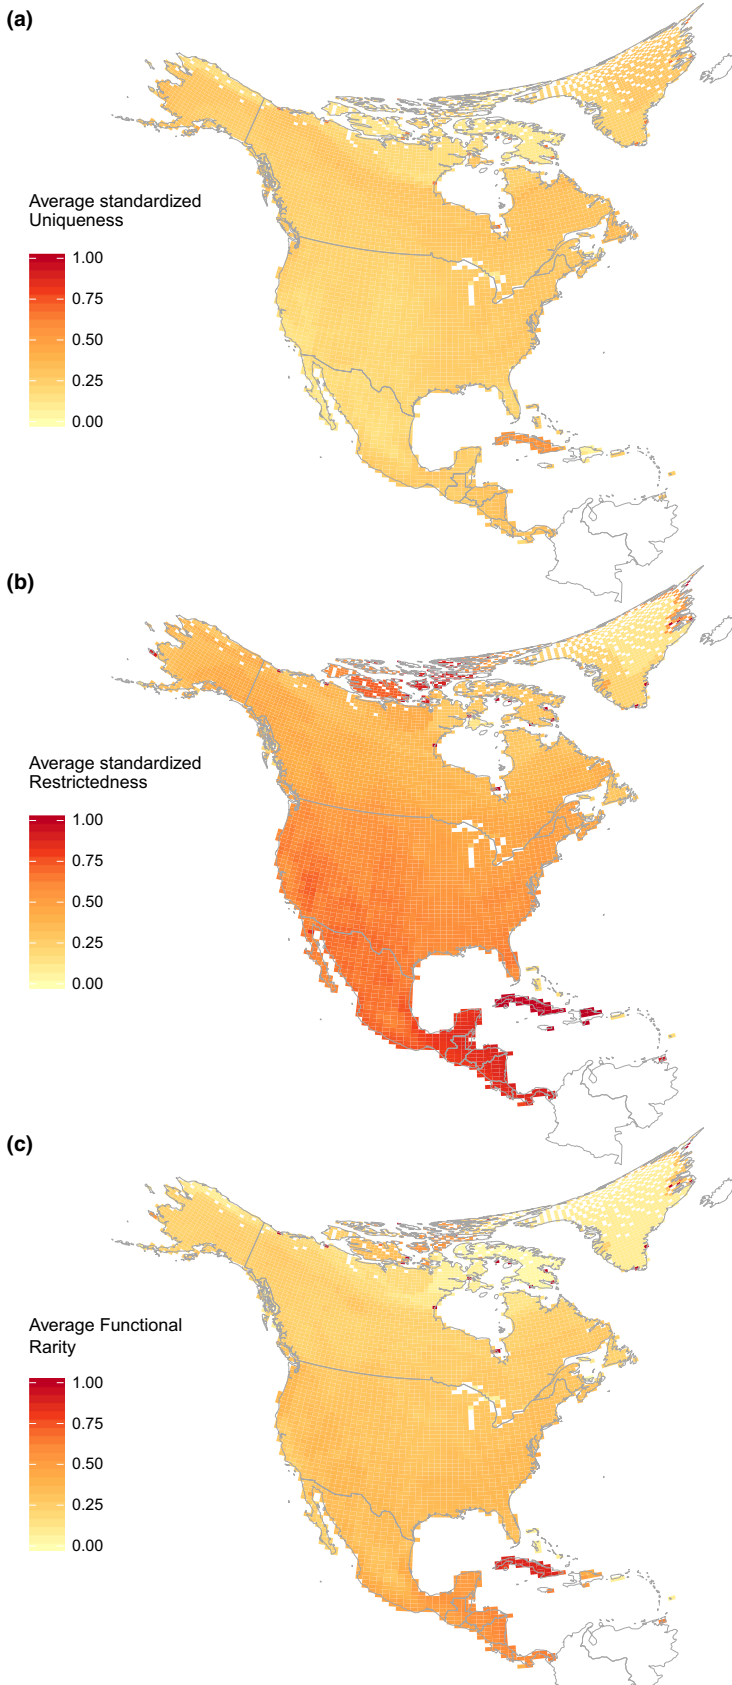 (a)
Average standardized
Uniqueness
1.00
0.75
0.50
0.25
0.00
(b)
Average standardized
Restrictedness
1.00
0.75
0.50
0.25
0.00
(c)
Average Functional
Rarity
1.00
0.75
0.50
0.25
0.00